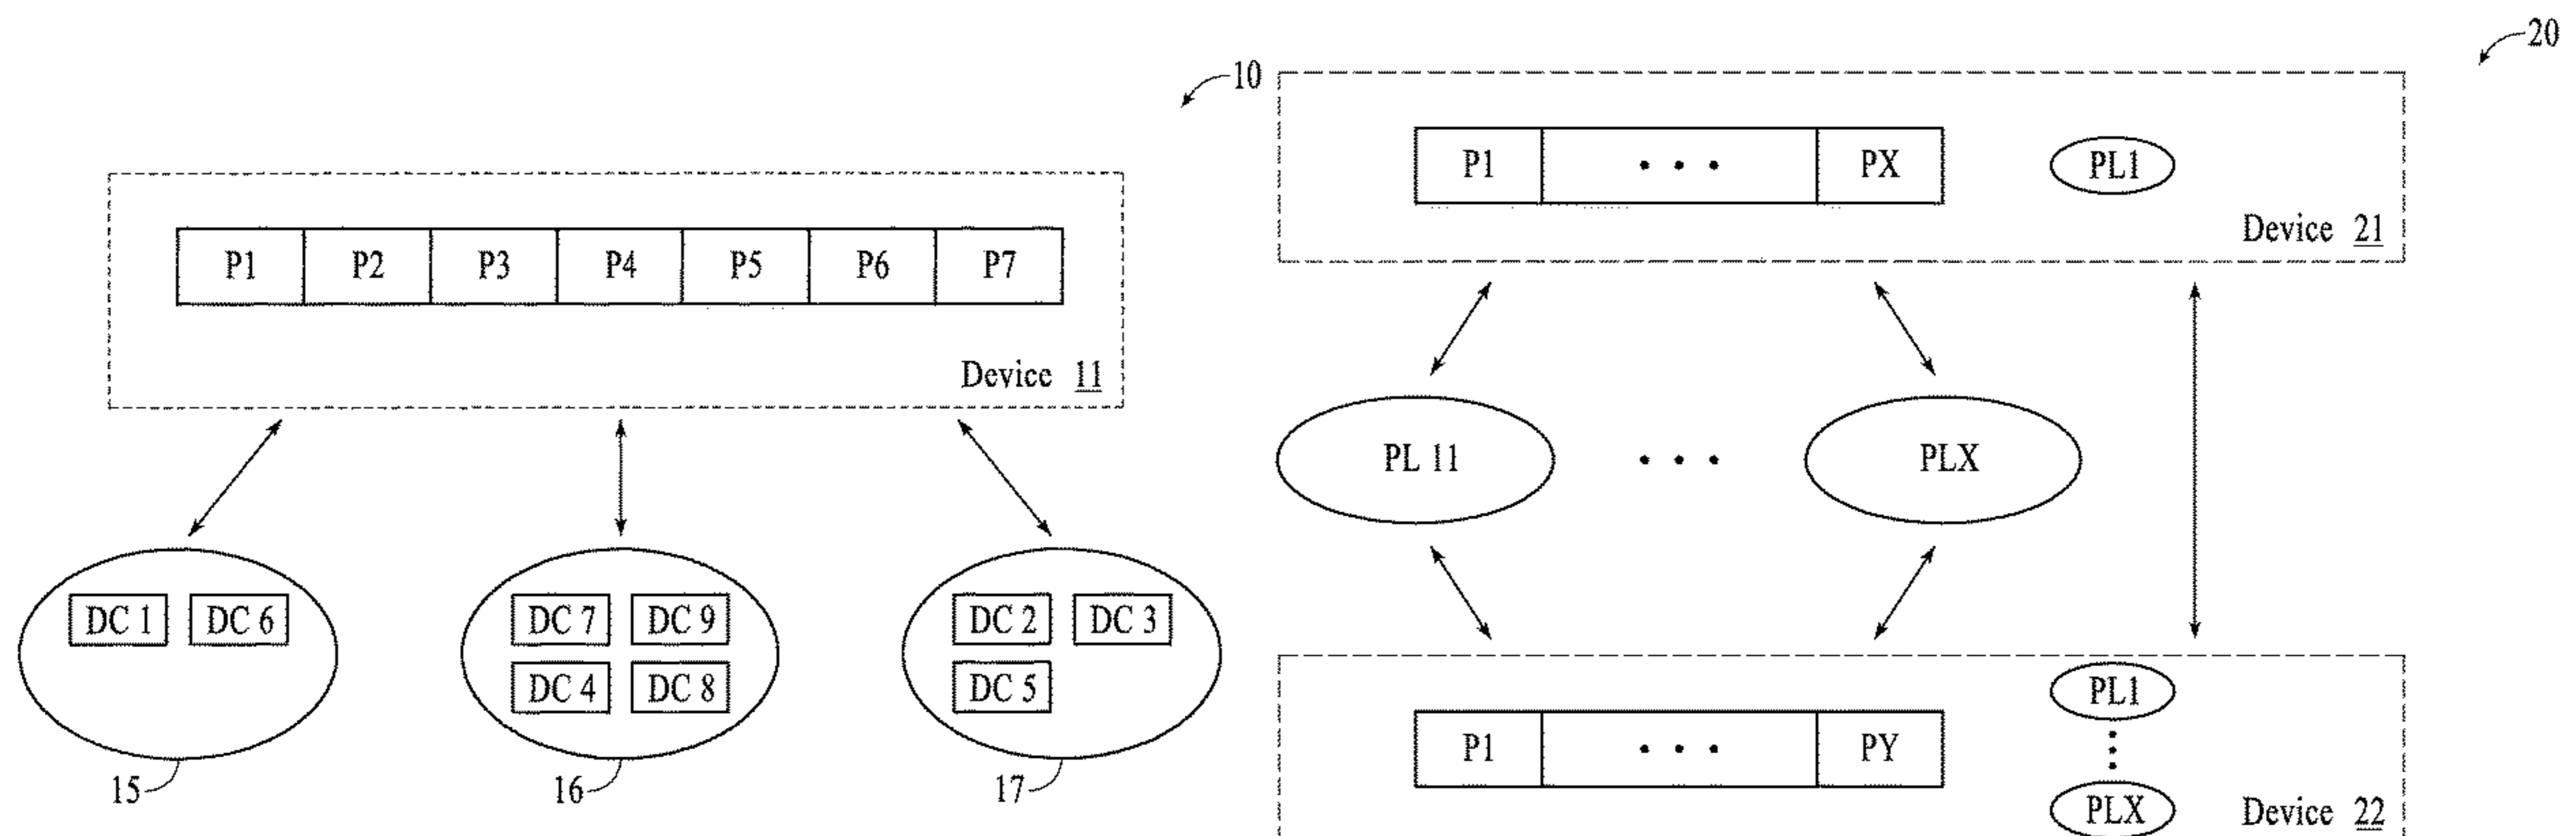 10
P1 P2 P3 P4 P5 P6 P7
Device 11
DC 1 DC 6
DC 7 DC 9
DC 4 DC 8
DC 2 DC 3
DC 5
15
16
17
20
P1 • • • PX
PL1
Device 21
PL 11 • • • PLX
P1 • • • PY
PL1
PLX
Device 22